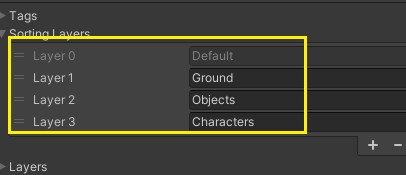 Tags
Sorting Layers
Layer 0 Default
Layer 1 Ground
Layer 2 Objects
Layer 3 Characters
+ −
Layers